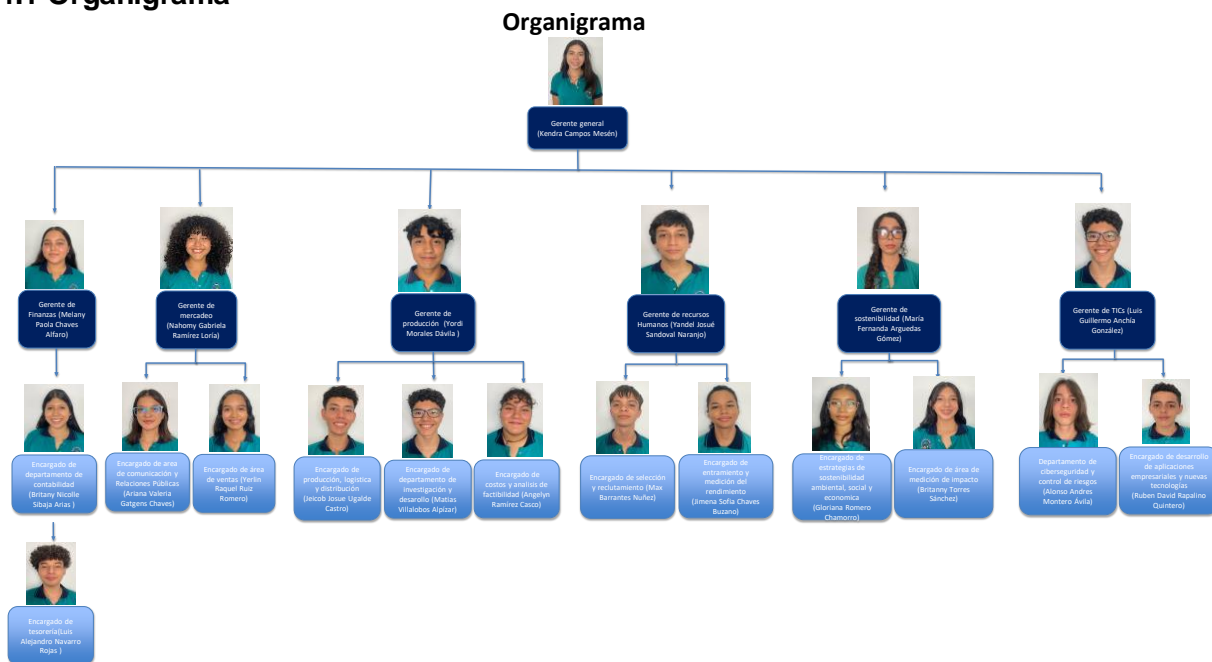 4.1 Organigrama
Organigrama
Gerente general
(Kendra Campos Mesén)
Gerente de
Finanzas (Melany
Paola Chaves
Alfaro)
Gerente de
mercadeo
(Nahomy Gabriela
Ramírez Loría)
Gerente de
producción (Yordi
Morales Dávila )
Gerente de recursos
Humanos (Yandel Josué
Sandoval Naranjo)
Gerente de
sostenibilidad (María
Fernanda Arguedas
Gómez)
Gerente de TICs (Luis
Guillermo Anchía
González)
Encargado de
departamento de
contabilidad
(Britany Nicolle
Sibaja Arias )
Encargado de area
de comunicación y
Relaciones Públicas
(Ariana Valeria
Gatgens Chaves)
Encargado de área
de ventas (Yerlin
Raquel Ruiz
Romero)
Encargado de
producción, logística
y distribución
(Jeicob Josue Ugalde
Castro)
Encargado de
departamento de
investigación y
desarollo (Matias
Villalobos Alpízar)
Encargado de
costos y analisis de
factibilidad (Angelyn
Ramirez Casco)
Encargado de selección
y reclutamiento (Max
Barrantes Nuñez)
Encargado de
entramiento y
medición del
rendimiento
(Jimena Sofia Chaves
Buzano)
Encargado de
estrategias de
sostenibilidad
ambiental, social y
economica
(Gloriana Romero
Chamorro)
Encargado de área de
medición de impacto
(Britanny Torres
Sánchez)
Departamento de
ciberseguridad y
control de riesgos
(Alonso Andres
Montero Avila)
Encargado de desarrollo
de aplicaciones
empresariales y nuevas
tecnologías
(Ruben David Rapalino
Quintero)
Encargado de
tesorería(Luis
Alejandro Navarro
Rojas )